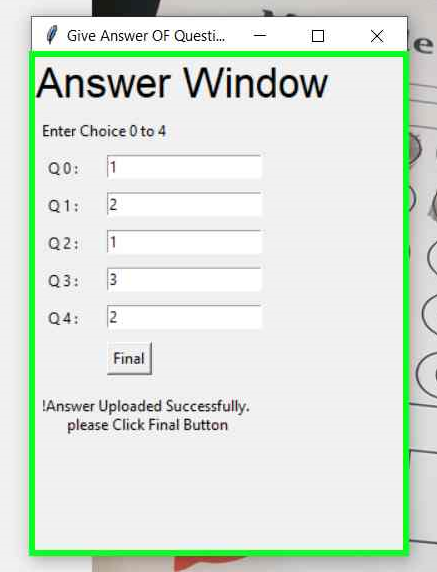 Give Answer OF Questi...
Answer Window
Enter Choice 0 to 4
Q 0 : 1
Q 1 : 2
Q 2 : 1
Q 3 : 3
Q 4 : 2
Final
!Answer Uploaded Successfully.
please Click Final Button